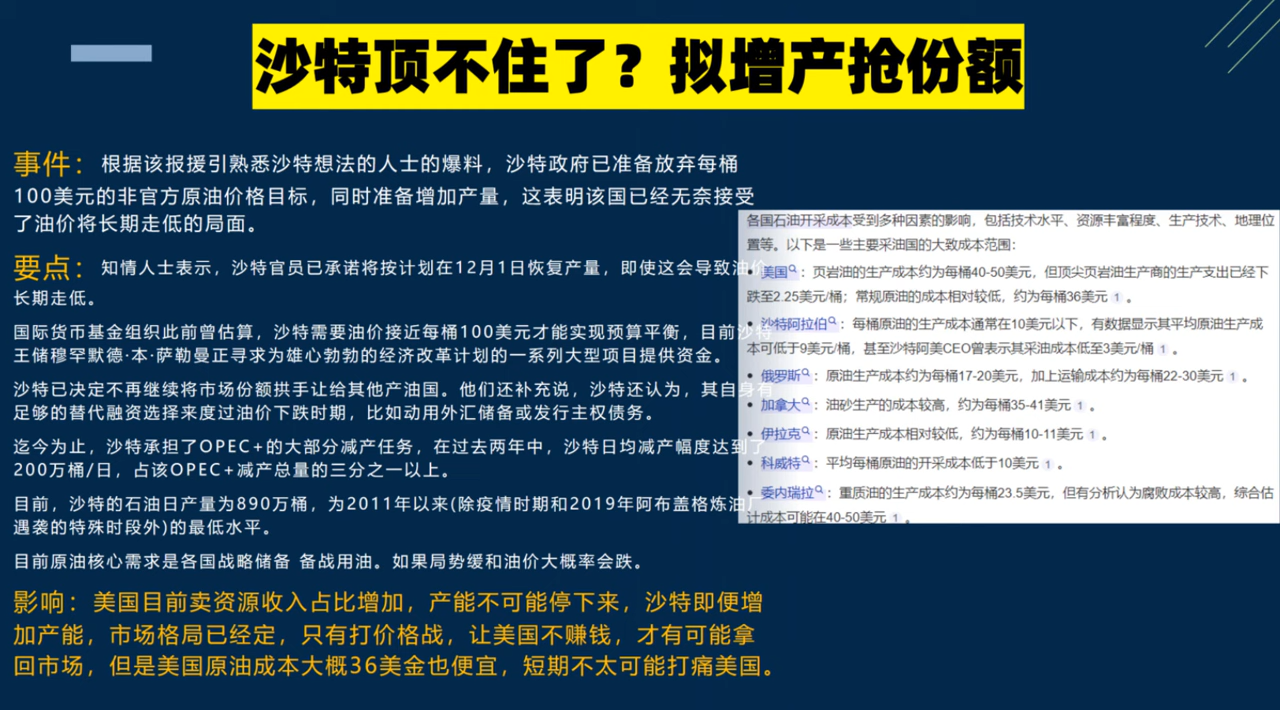 沙特顶不住了？拟增产抢份额
事件：根据该报援引熟悉沙特想法的人士的爆料，沙特政府已准备放弃每桶
100美元的非官方原油价格目标，同时准备增加产量，这表明该国已经无奈接受
了油价将长期走低的局面。
要点：知情人士表示，沙特官员已承诺将按计划在12月1日恢复产量，即使这会导致油价
长期走低。
国际货币基金组织此前曾估算，沙特需要油价接近每桶100美元才能实现预算平衡，目前沙特
王储穆罕默德·本·萨勒曼正寻求为雄心勃勃的经济改革计划的一系列大型项目提供资金。
沙特已决定不再继续将市场份额拱手让给其他产油国。他们还补充说，沙特还认为，其自身有
足够的替代融资选择来度过油价下跌时期，比如动用外汇储备或发行主权债务。
迄今为止，沙特承担了OPEC+的大部分减产任务，在过去两年中，沙特日均减产幅度达到了
200万桶/日，占该OPEC+减产总量的三分之一以上。
目前，沙特的石油日产量为890万桶，为2011年以来(除疫情时期和2019年阿布盖格炼油厂
遇袭的特殊时段外)的最低水平。
目前原油核心需求是各国战略储备 备战用油。如果局势缓和油价大概率会跌。
影响：美国目前卖资源收入占比增加，产能不可能停下来，沙特即便增
加产能，市场格局已经定，只有打价格战，让美国不赚钱，才有可能拿
回市场，但是美国原油成本大概36美金也便宜，短期不太可能打痛美国。
各国石油开采成本受到多种因素的影响，包括技术水平、资源丰富程度、生产技术、地理位
置等。以下是一些主要采油国的大致成本范围：
美国：页岩油的生产成本约为每桶40-50美元，但顶尖页岩油生产商的生产支出已经下
跌至2.25美元/桶；常规原油的成本相对较低，约为每桶36美元 1 。
• 沙特阿拉伯：每桶原油的生产成本通常在10美元以下，有数据显示其平均原油生产成
本可低于9美元/桶，甚至沙特阿美CEO曾表示其采油成本低至3美元/桶 1 。
• 俄罗斯：原油生产成本约为每桶17-20美元，加上运输成本约为每桶22-30美元 1 。
• 加拿大：油砂生产的成本较高，约为每桶35-41美元 1 。
• 伊拉克：原油生产成本相对较低，约为每桶10-11美元 1 。
• 科威特：平均每桶原油的开采成本低于10美元 1 。
• 委内瑞拉：重质油的生产成本约为每桶23.5美元，但有分析认为腐败成本较高，综合估
计成本可能在40-50美元 1 。